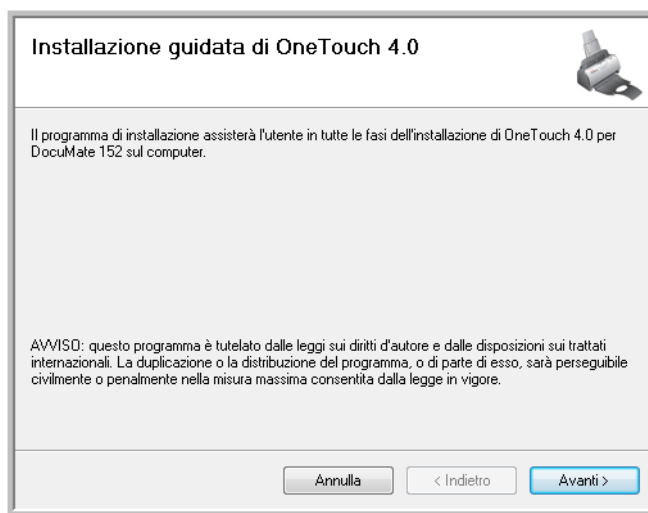 Installazione guidata di OneTouch 4.0
Il programma di installazione assisterà l'utente in tutte le fasi dell'installazione di OneTouch 4.0 per
DocuMate 152 sul computer.
AVVISO: questo programma è tutelato dalle leggi sui diritti d'autore e dalle disposizioni sui trattati
internazionali. La duplicazione o la distribuzione del programma, o di parte di esso, sarà perseguibile
civilmente o penalmente nella misura massima consentita dalla legge in vigore.
Annulla
< Indietro
Avanti >